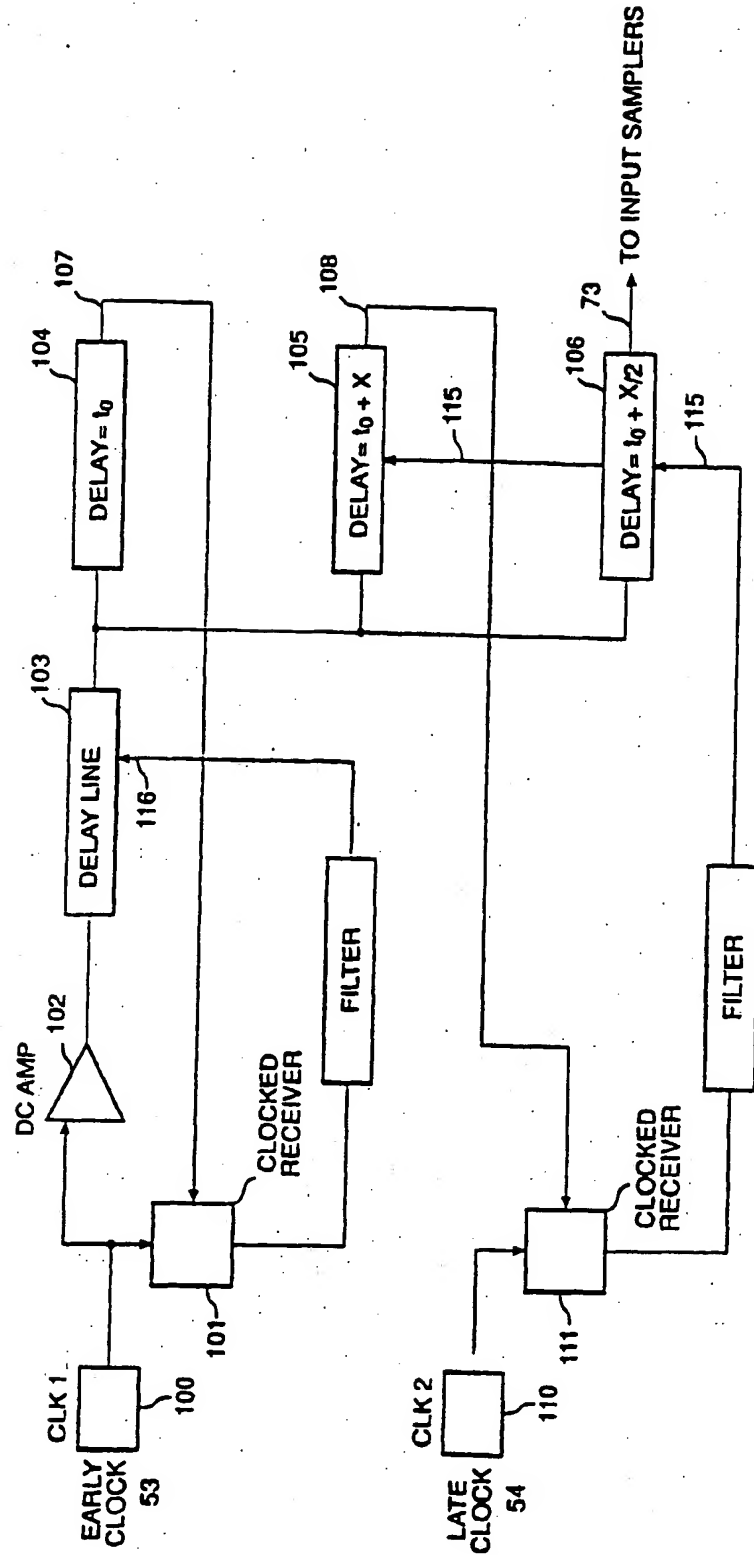 CLK 1
EARLY
CLOCK
53
100
DC AMP
102
101
CLOCKED
RECEIVER
FILTER
116
DELAY LINE
103
DELAY= t0
104
107
CLK 2
LATE
CLOCK
54
110
111
CLOCKED
RECEIVER
FILTER
115
DELAY= t0 + X
105
108
115
DELAY= t0 + X/2
106
73
TO INPUT SAMPLERS